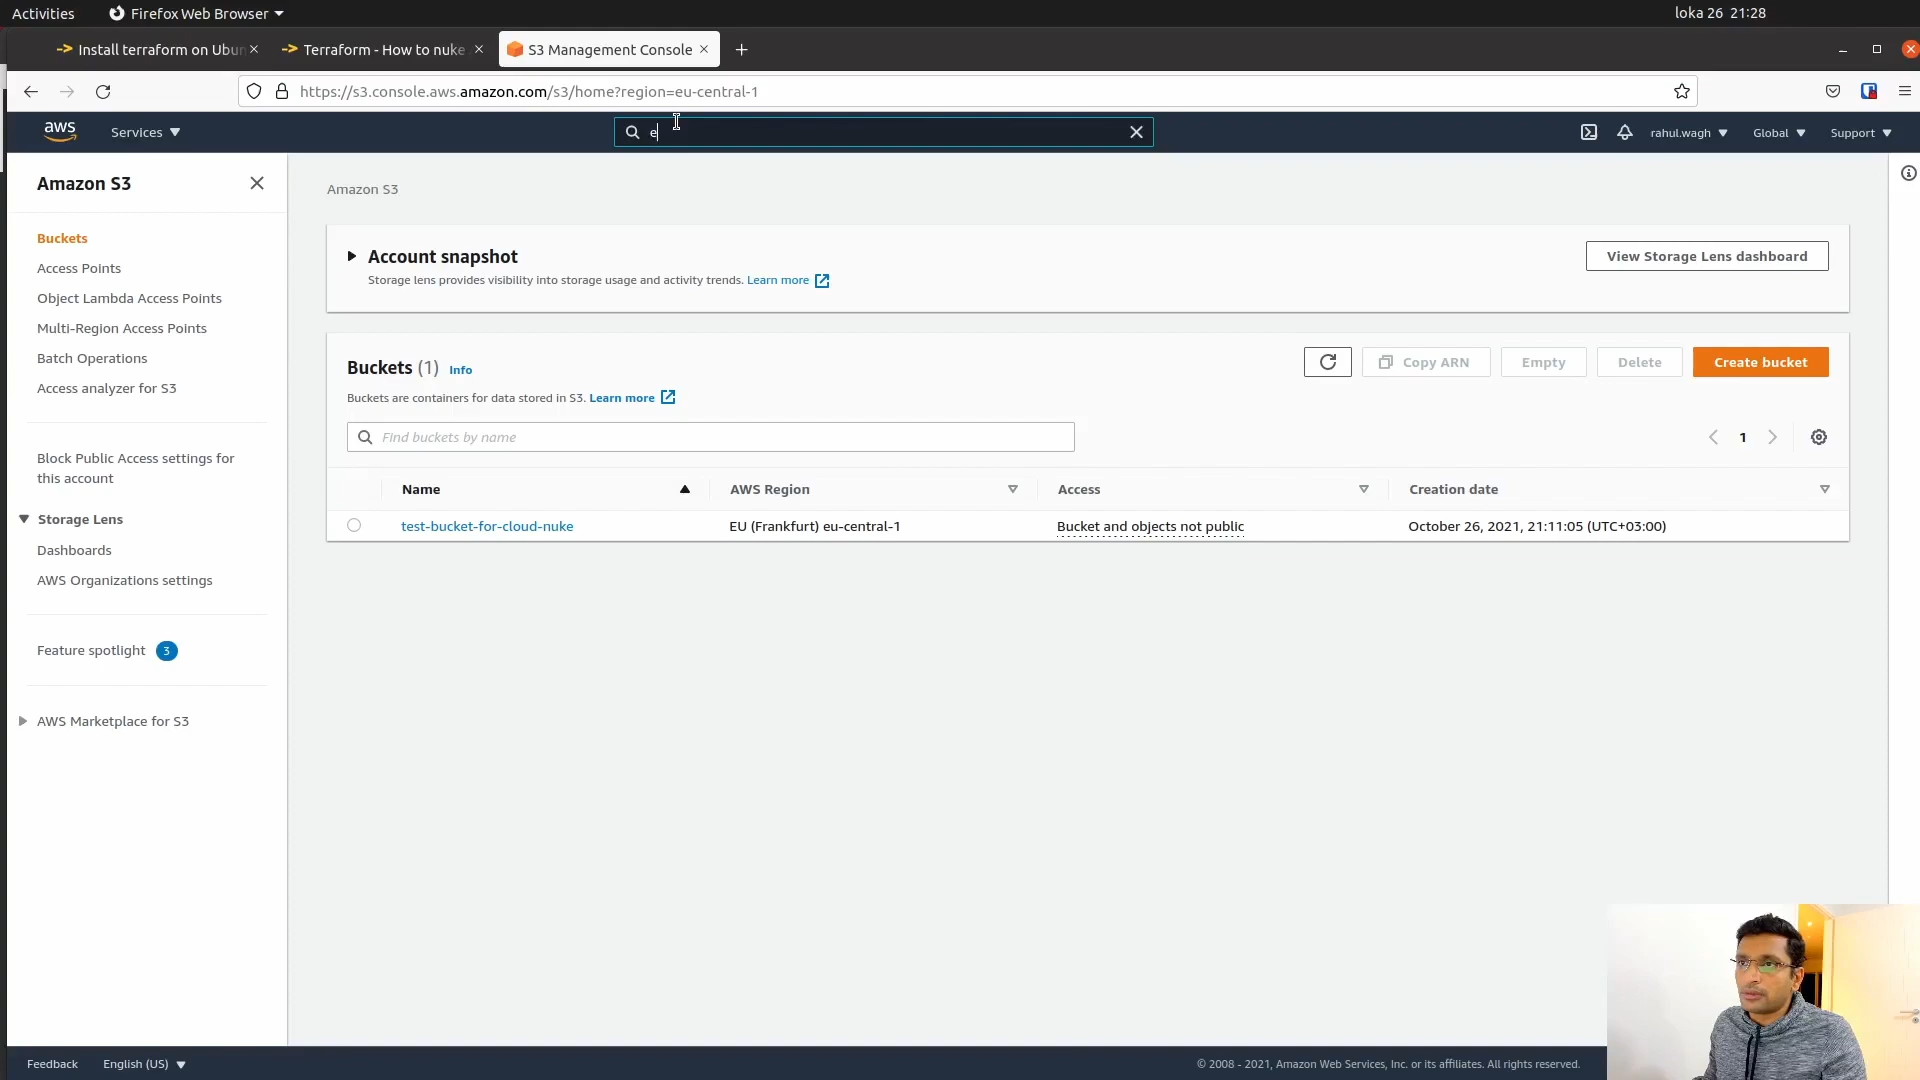 Activities
Firefox Web Browser
loka 26 21:28
Install terraform on Ubun
Terraform - How to nuke
S3 Management Console
https://s3.console.aws.amazon.com/s3/home?region=eu-central-1
aws
Services
e
rahul.wagh
Global
Support
Amazon S3
Buckets
Access Points
Object Lambda Access Points
Multi-Region Access Points
Batch Operations
Access analyzer for S3
Block Public Access settings for
this account
Storage Lens
Dashboards
AWS Organizations settings
Feature spotlight 3
AWS Marketplace for S3
Amazon S3
Account snapshot
Storage lens provides visibility into storage usage and activity trends. Learn more
View Storage Lens dashboard
Buckets (1) Info
Buckets are containers for data stored in S3. Learn more
Copy ARN
Empty
Delete
Create bucket
Find buckets by name
1
Name
AWS Region
Access
Creation date
test-bucket-for-cloud-nuke
EU (Frankfurt) eu-central-1
Bucket and objects not public
October 26, 2021, 21:11:05 (UTC+03:00)
Feedback
English (US)
© 2008 - 2021, Amazon Web Services, Inc. or its affiliates. All rights reserved.